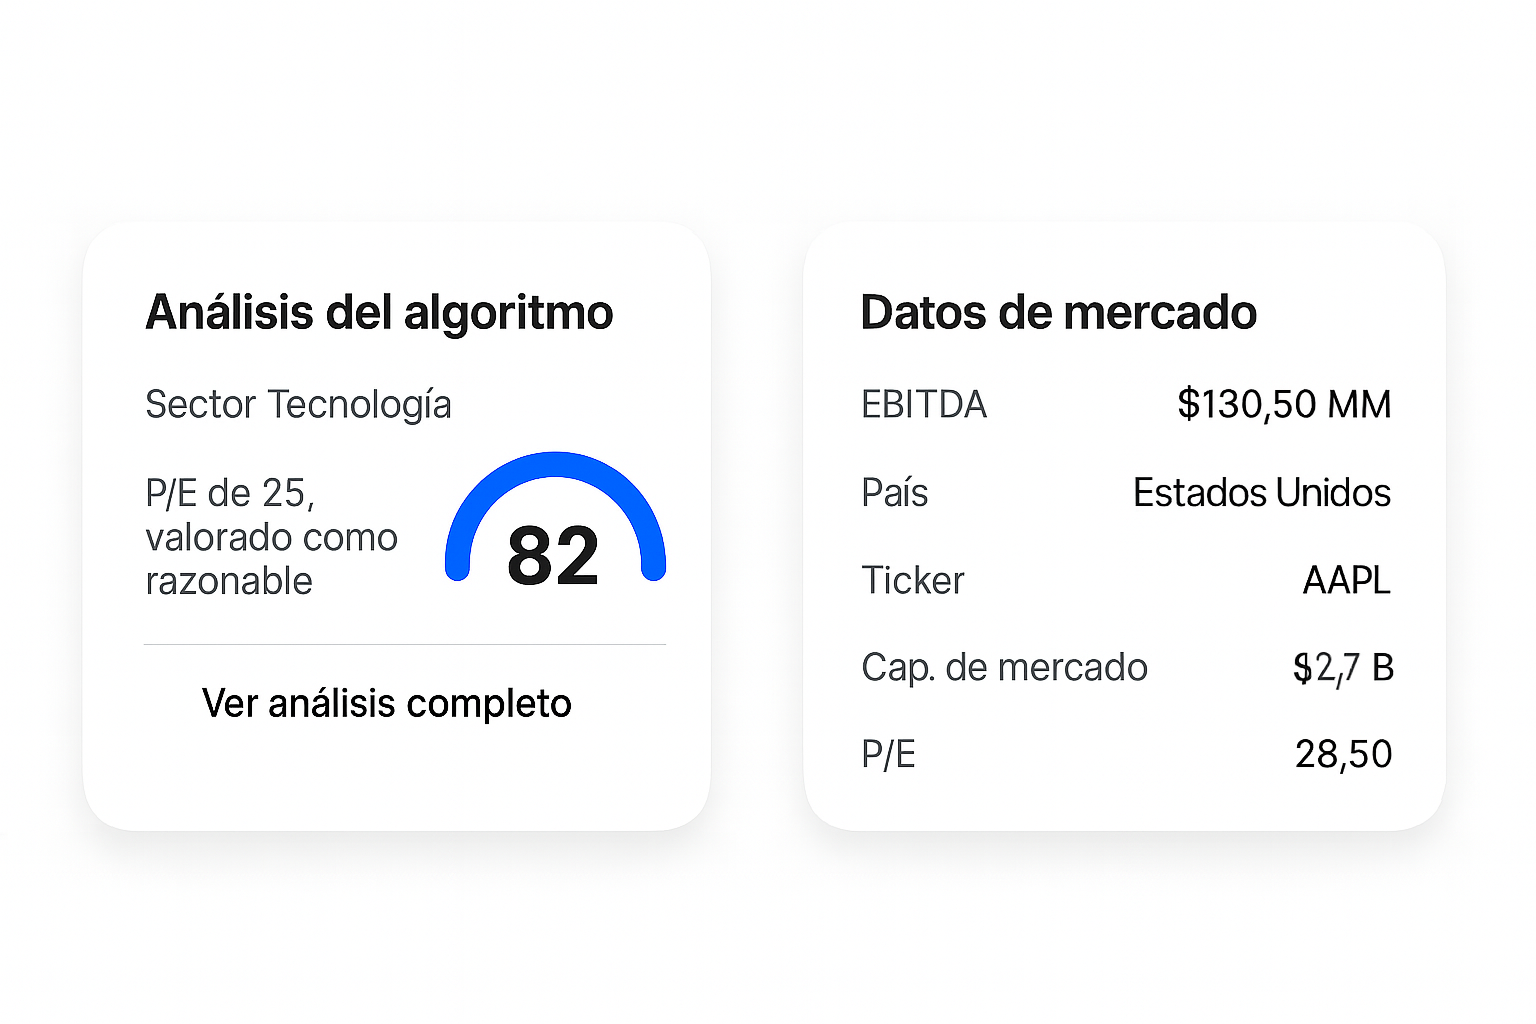 Análisis del algoritmo
Sector Tecnología
P/E de 25,
valorado como
razonable
82
Ver análisis completo
Datos de mercado
EBITDA $130,50 MM
País Estados Unidos
Ticker AAPL
Cap. de mercado $2,7 B
P/E 28,50